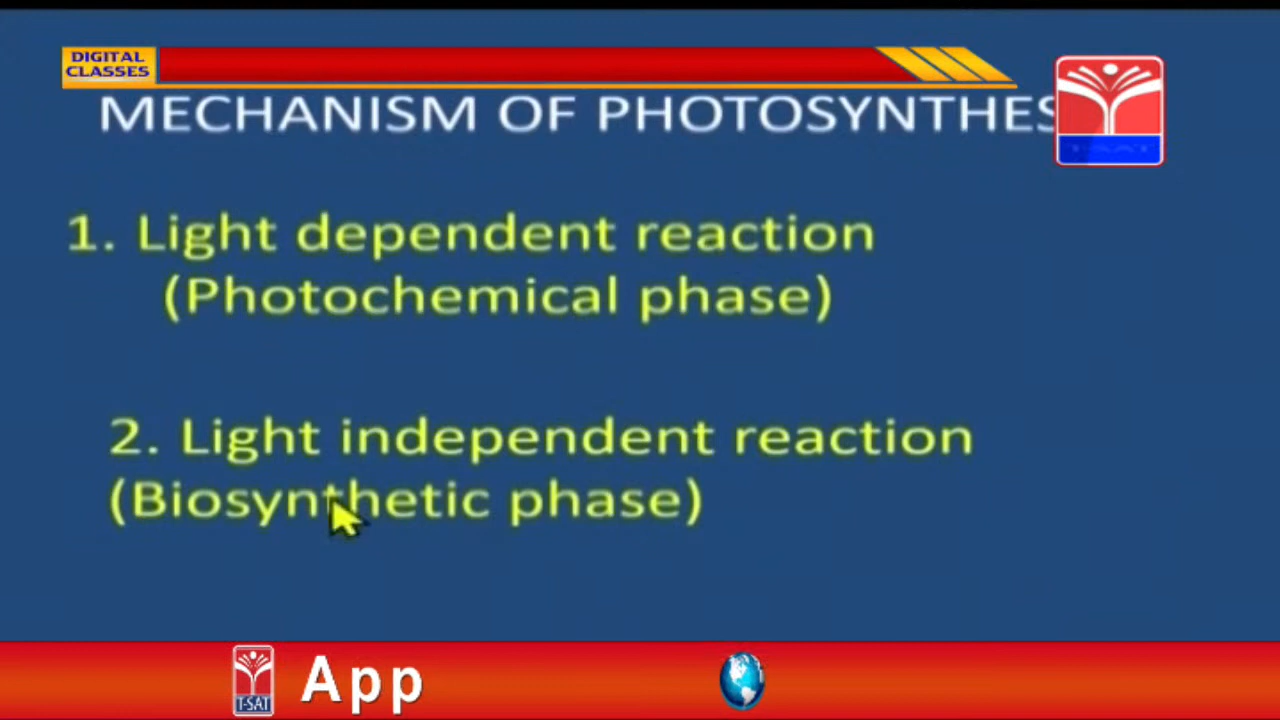 DIGITAL
CLASSES
MECHANISM OF PHOTOSYNTHES
1. Light dependent reaction
(Photochemical phase)
2. Light independent reaction
(Biosynthetic phase)
T-SAT
App